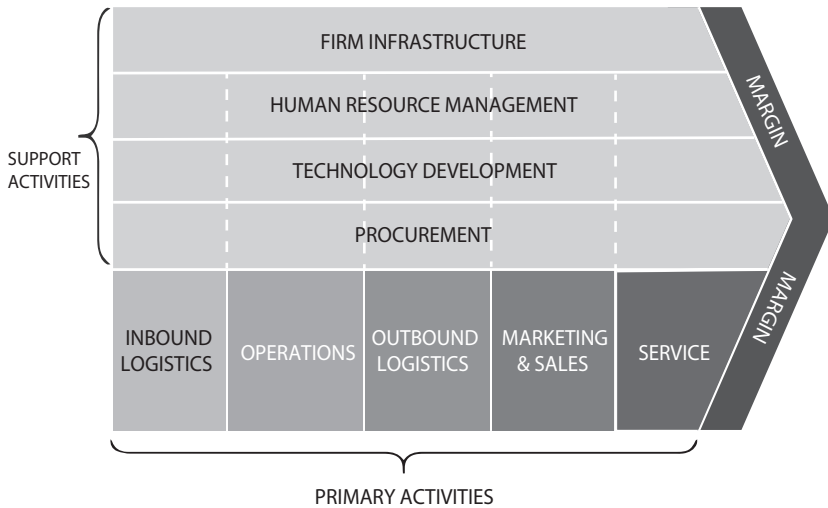 FIRM INFRASTRUCTURE
HUMAN RESOURCE MANAGEMENT
TECHNOLOGY DEVELOPMENT
PROCUREMENT
SUPPORT
ACTIVITIES
MARGIN
MARGIN
INBOUND
LOGISTICS
OPERATIONS
OUTBOUND
LOGISTICS
MARKETING
& SALES
SERVICE
PRIMARY ACTIVITIES